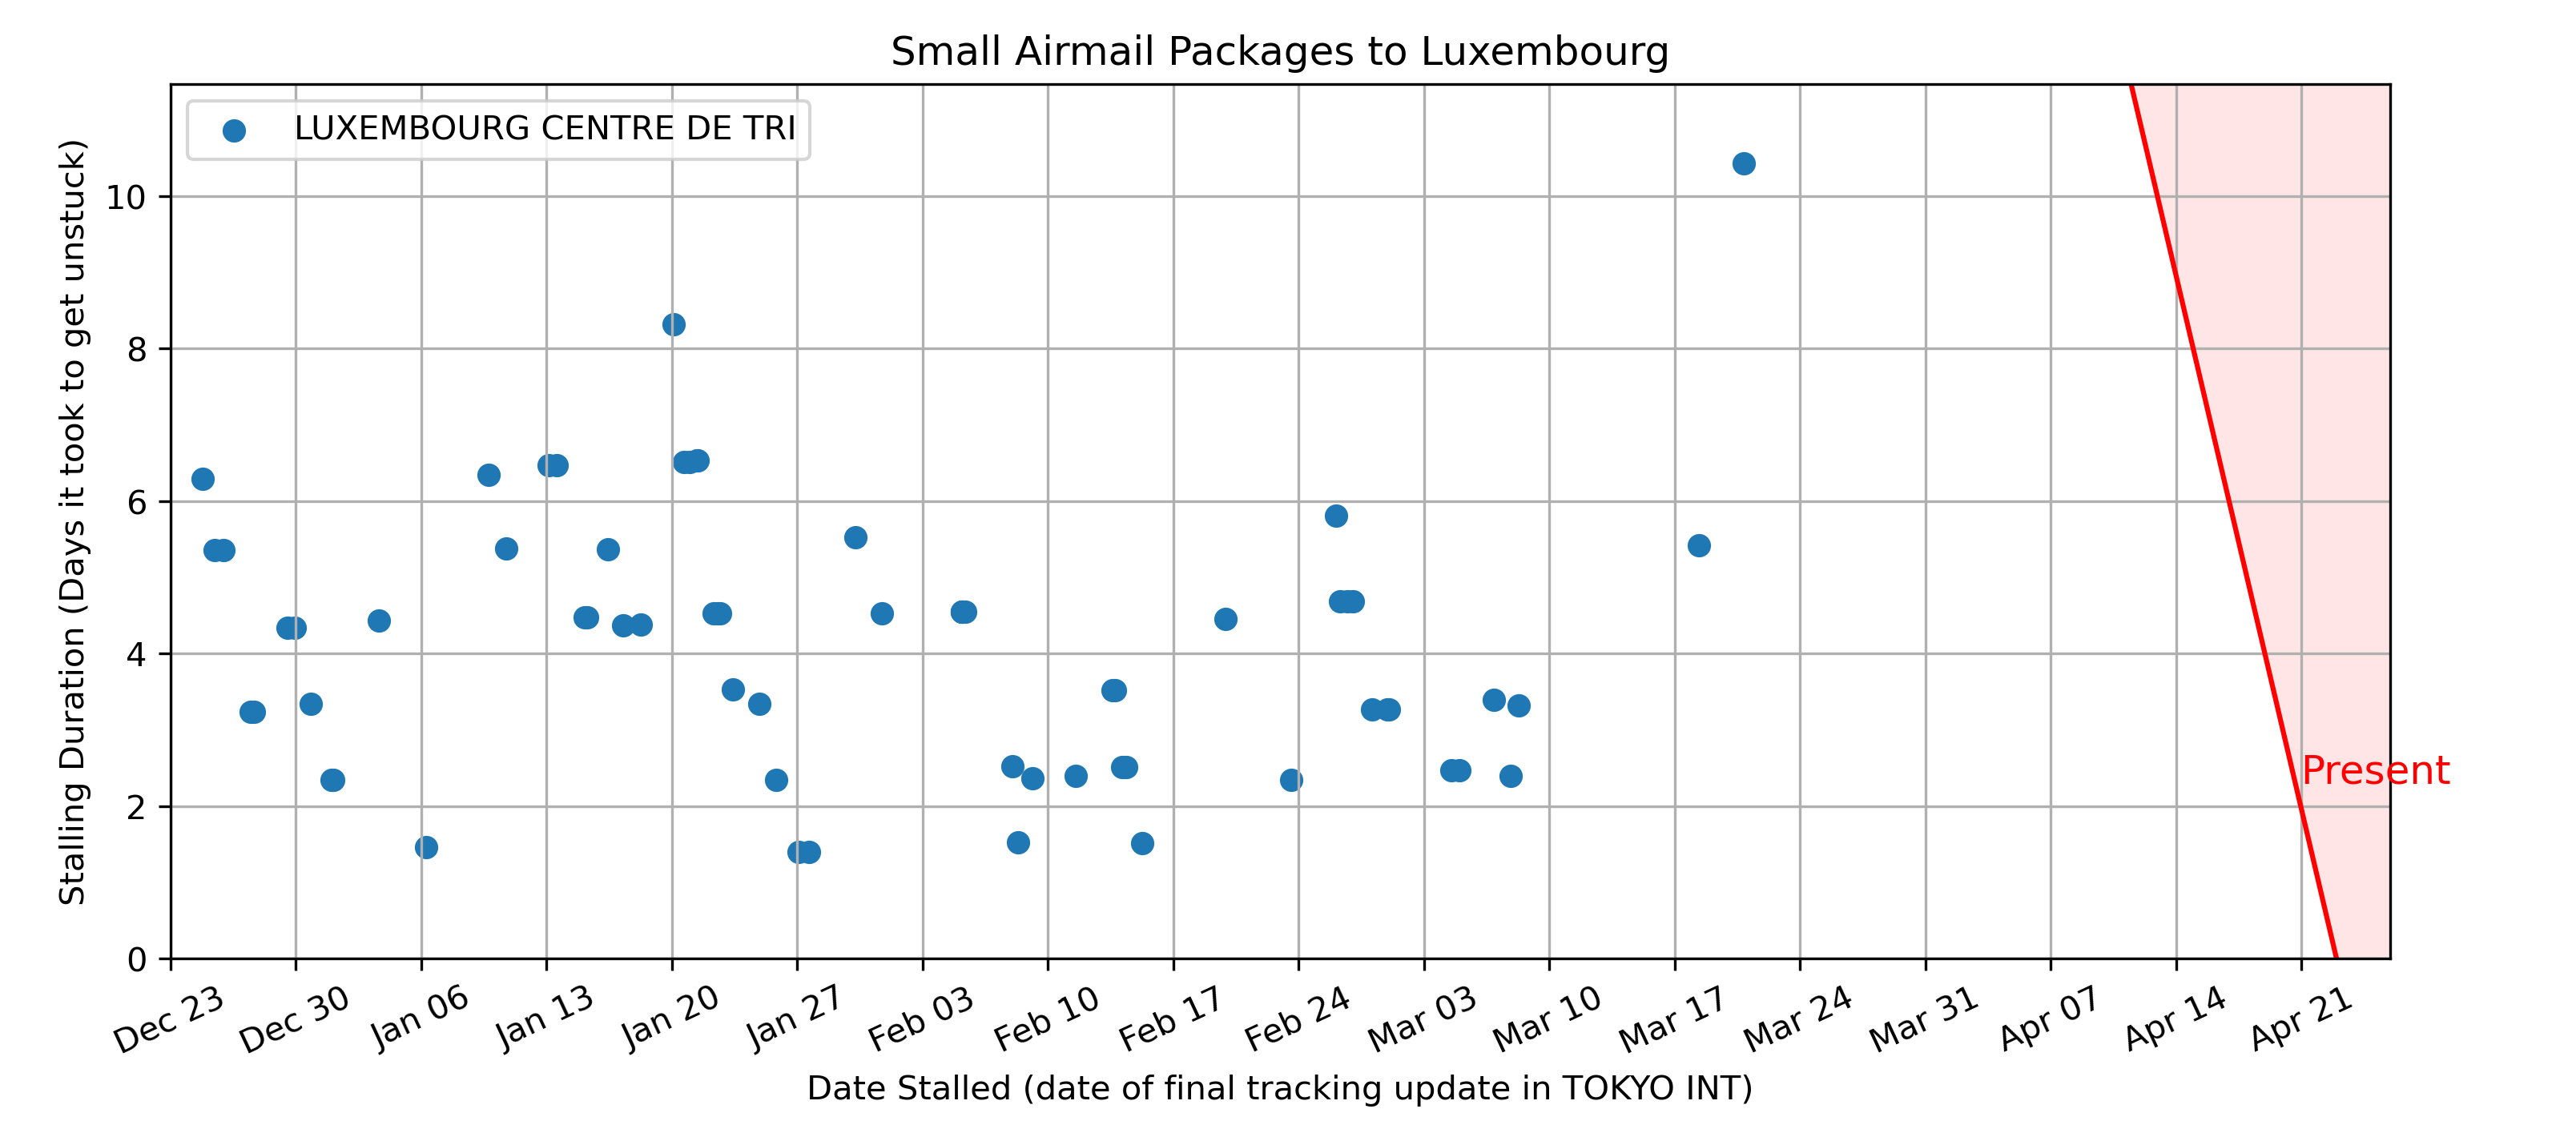 Small Airmail Packages to Luxembourg
LUXEMBOURG CENTRE DE TRI
Stalling Duration (Days it took to get unstuck)
10
8
6
4
2
0
Present
Dec 23 Dec 30 Jan 06 Jan 13 Jan 20 Jan 27 Feb 03 Feb 10 Feb 17 Feb 24 Mar 03 Mar 10 Mar 17 Mar 24 Mar 31 Apr 07 Apr 14 Apr 21
Date Stalled (date of final tracking update in TOKYO INT)